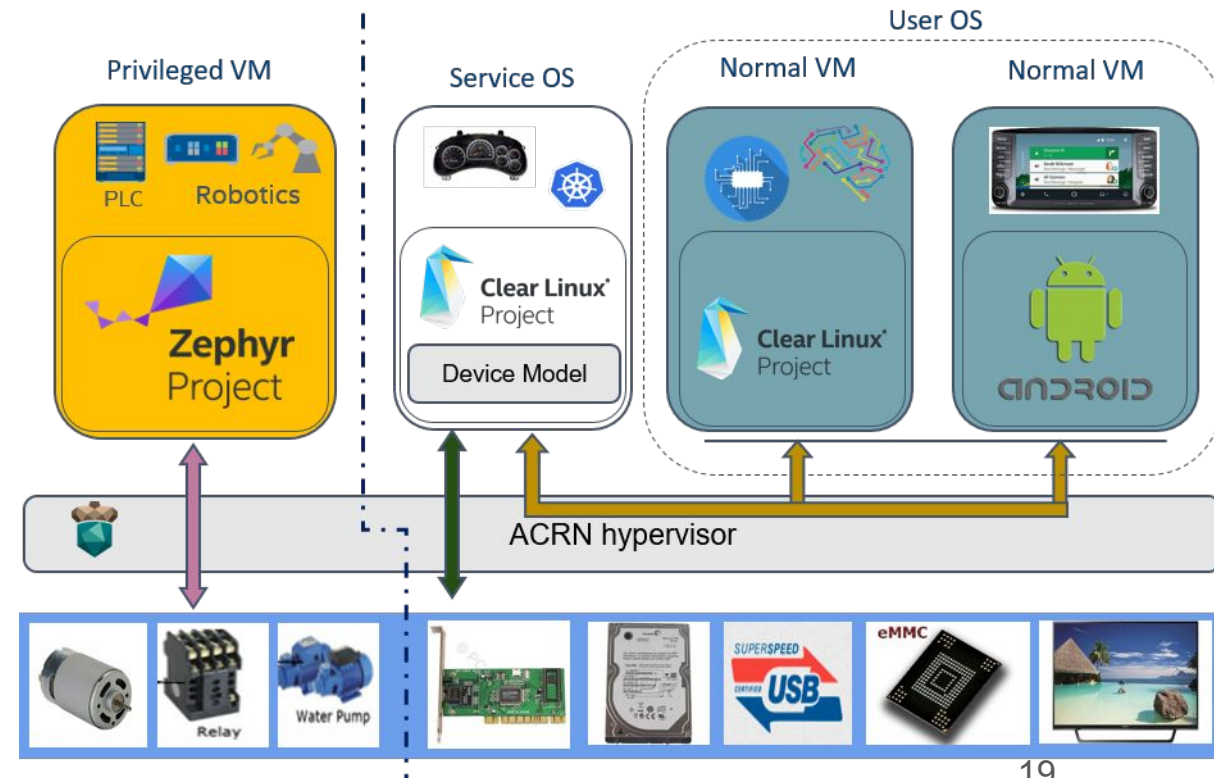 User OS
Privileged VM
Service OS
Normal VM
Normal VM
PLC
Robotics
Zephyr
Project
Clear Linux*
Project
Device Model
Clear Linux*
Project
ANDROID
ACRN hypervisor
Relay
Water Pump
SUPERSPEED
CERTIFIED USB
eMMC
19